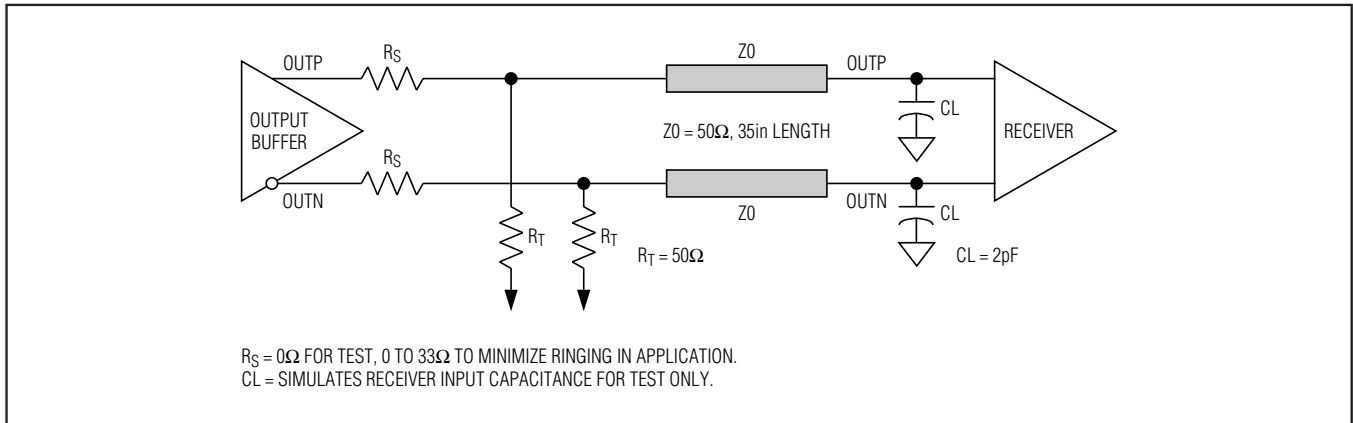 Z0
OUTP
RS
OUTP
CL
OUTPUT
BUFFER
Z0 = 50Ω, 35in LENGTH
RECEIVER
RS
OUTN
Z0
OUTN
CL
RT
RT
RT = 50Ω
CL = 2pF
RS = 0Ω FOR TEST, 0 TO 33Ω TO MINIMIZE RINGING IN APPLICATION.
CL = SIMULATES RECEIVER INPUT CAPACITANCE FOR TEST ONLY.